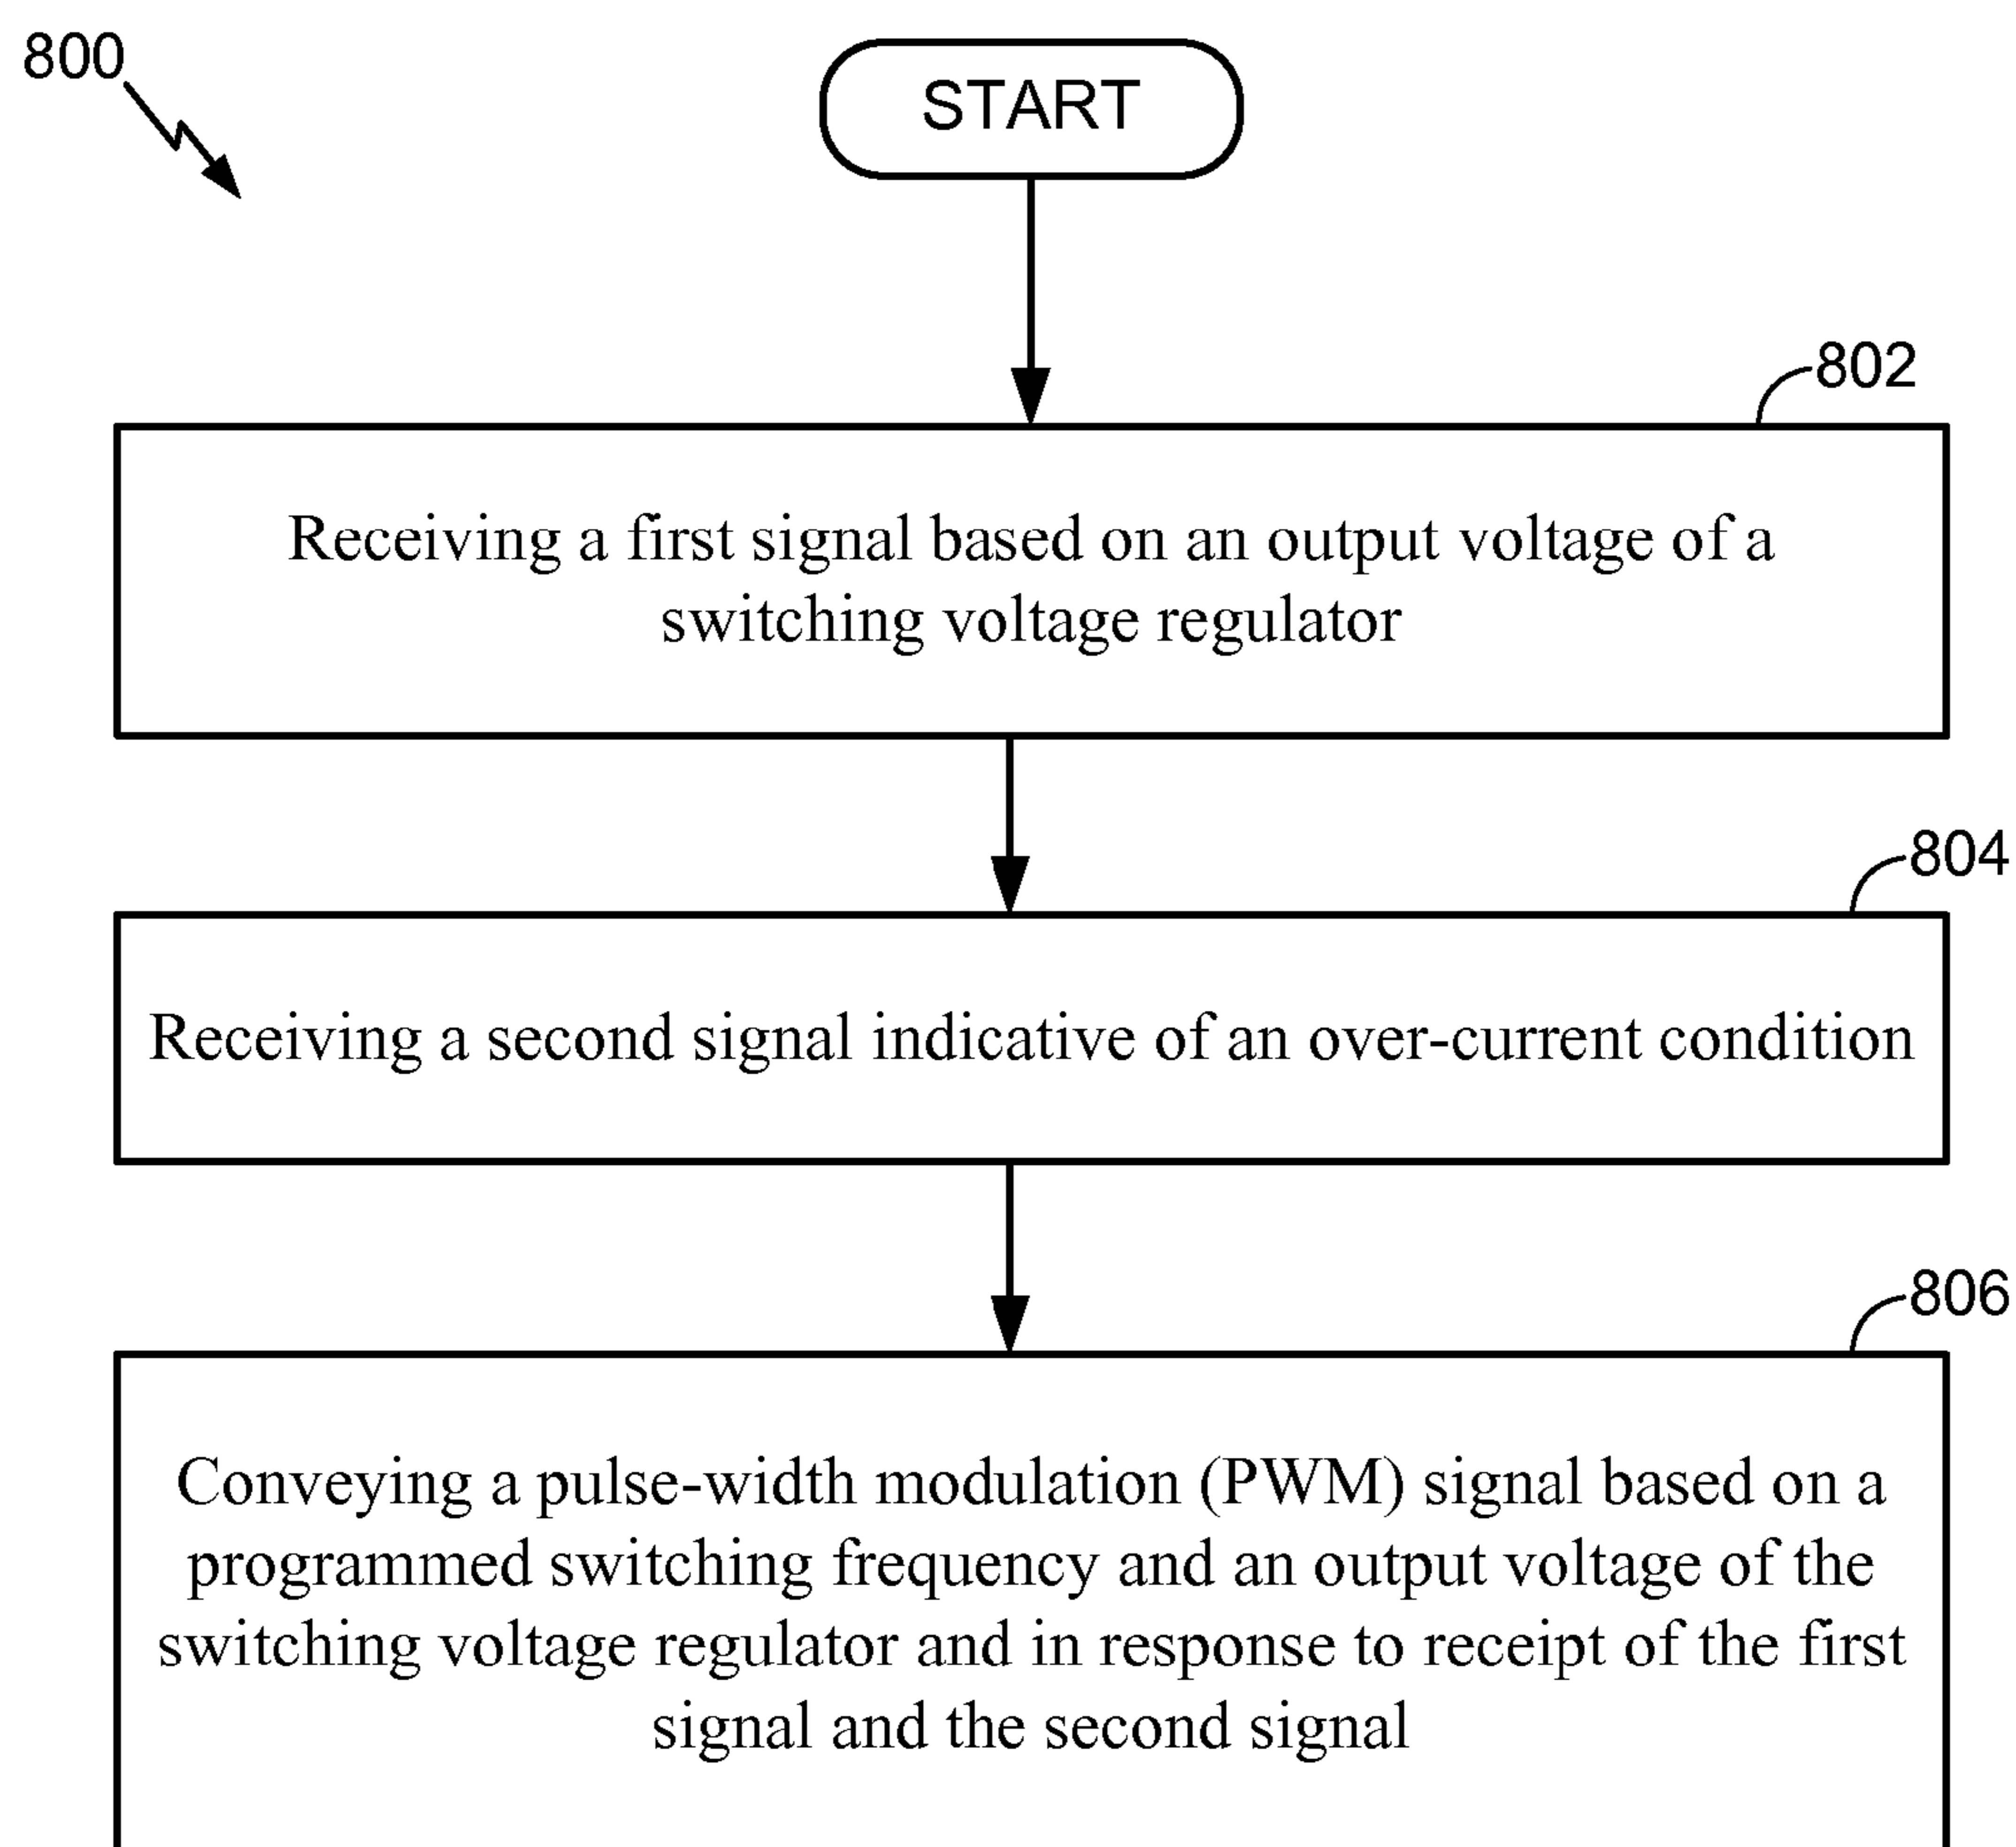 800
START
802
Receiving a first signal based on an output voltage of a
switching voltage regulator
804
Receiving a second signal indicative of an over-current condition
806
Conveying a pulse-width modulation (PWM) signal based on a
programmed switching frequency and an output voltage of the
switching voltage regulator and in response to receipt of the first
signal and the second signal